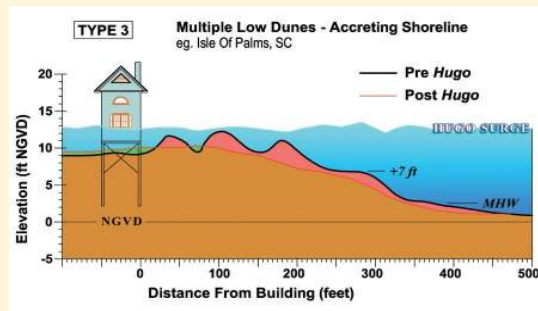 TYPE 3
Multiple Low Dunes - Accreting Shoreline
eg. Isle Of Palms, SC
Pre Hugo
Post Hugo
HUGO SURGE
+7 ft
MHW
NGVD
Elevation (ft NGVD)
20
15
10
5
0
-5
0 100 200 300 400 500
Distance From Building (feet)